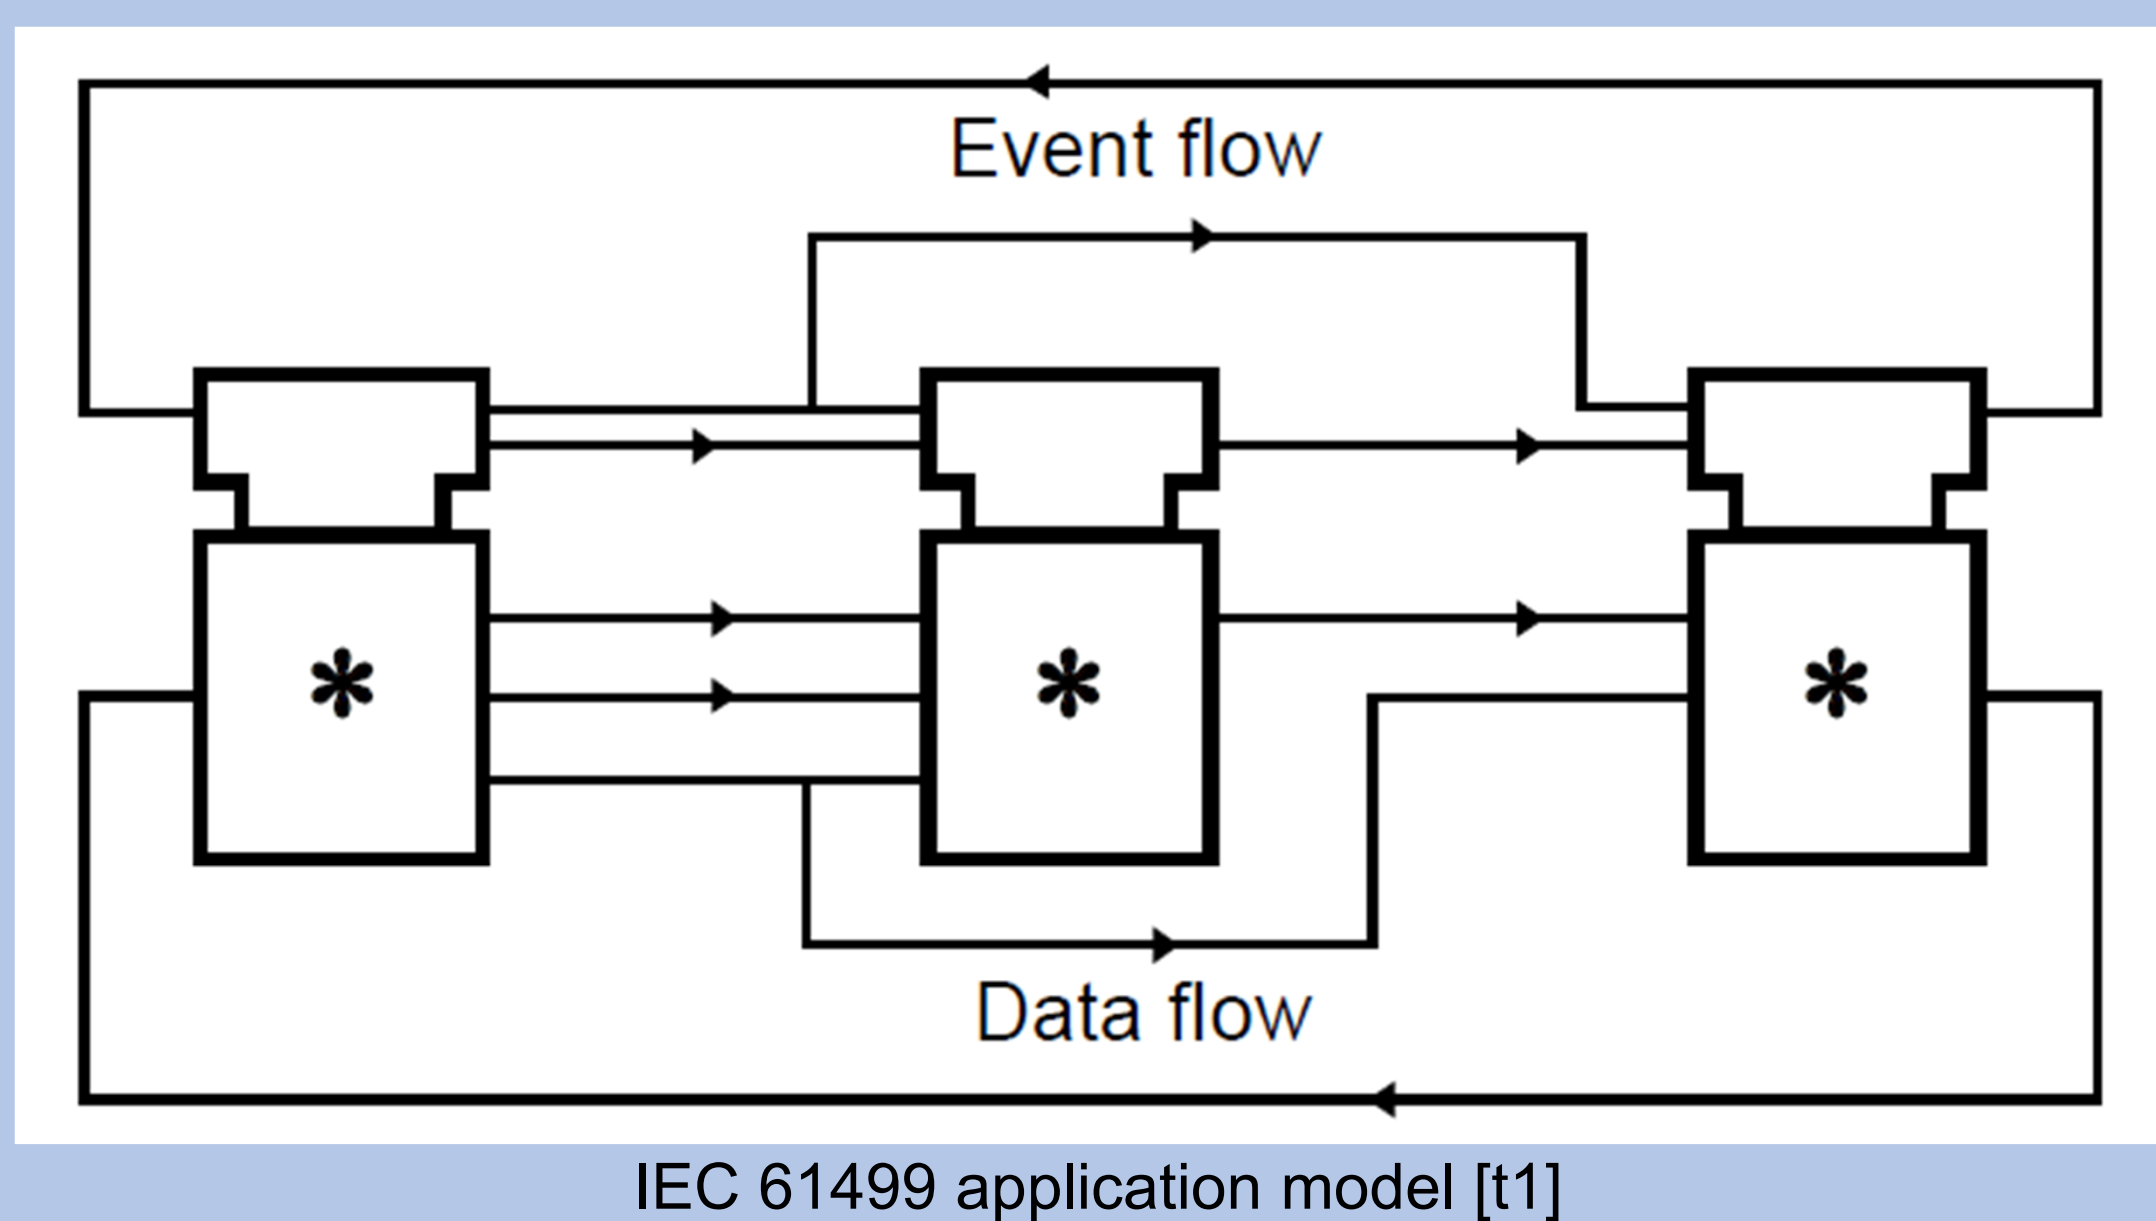 Event flow
* * *
Data flow
IEC 61499 application model [t1]